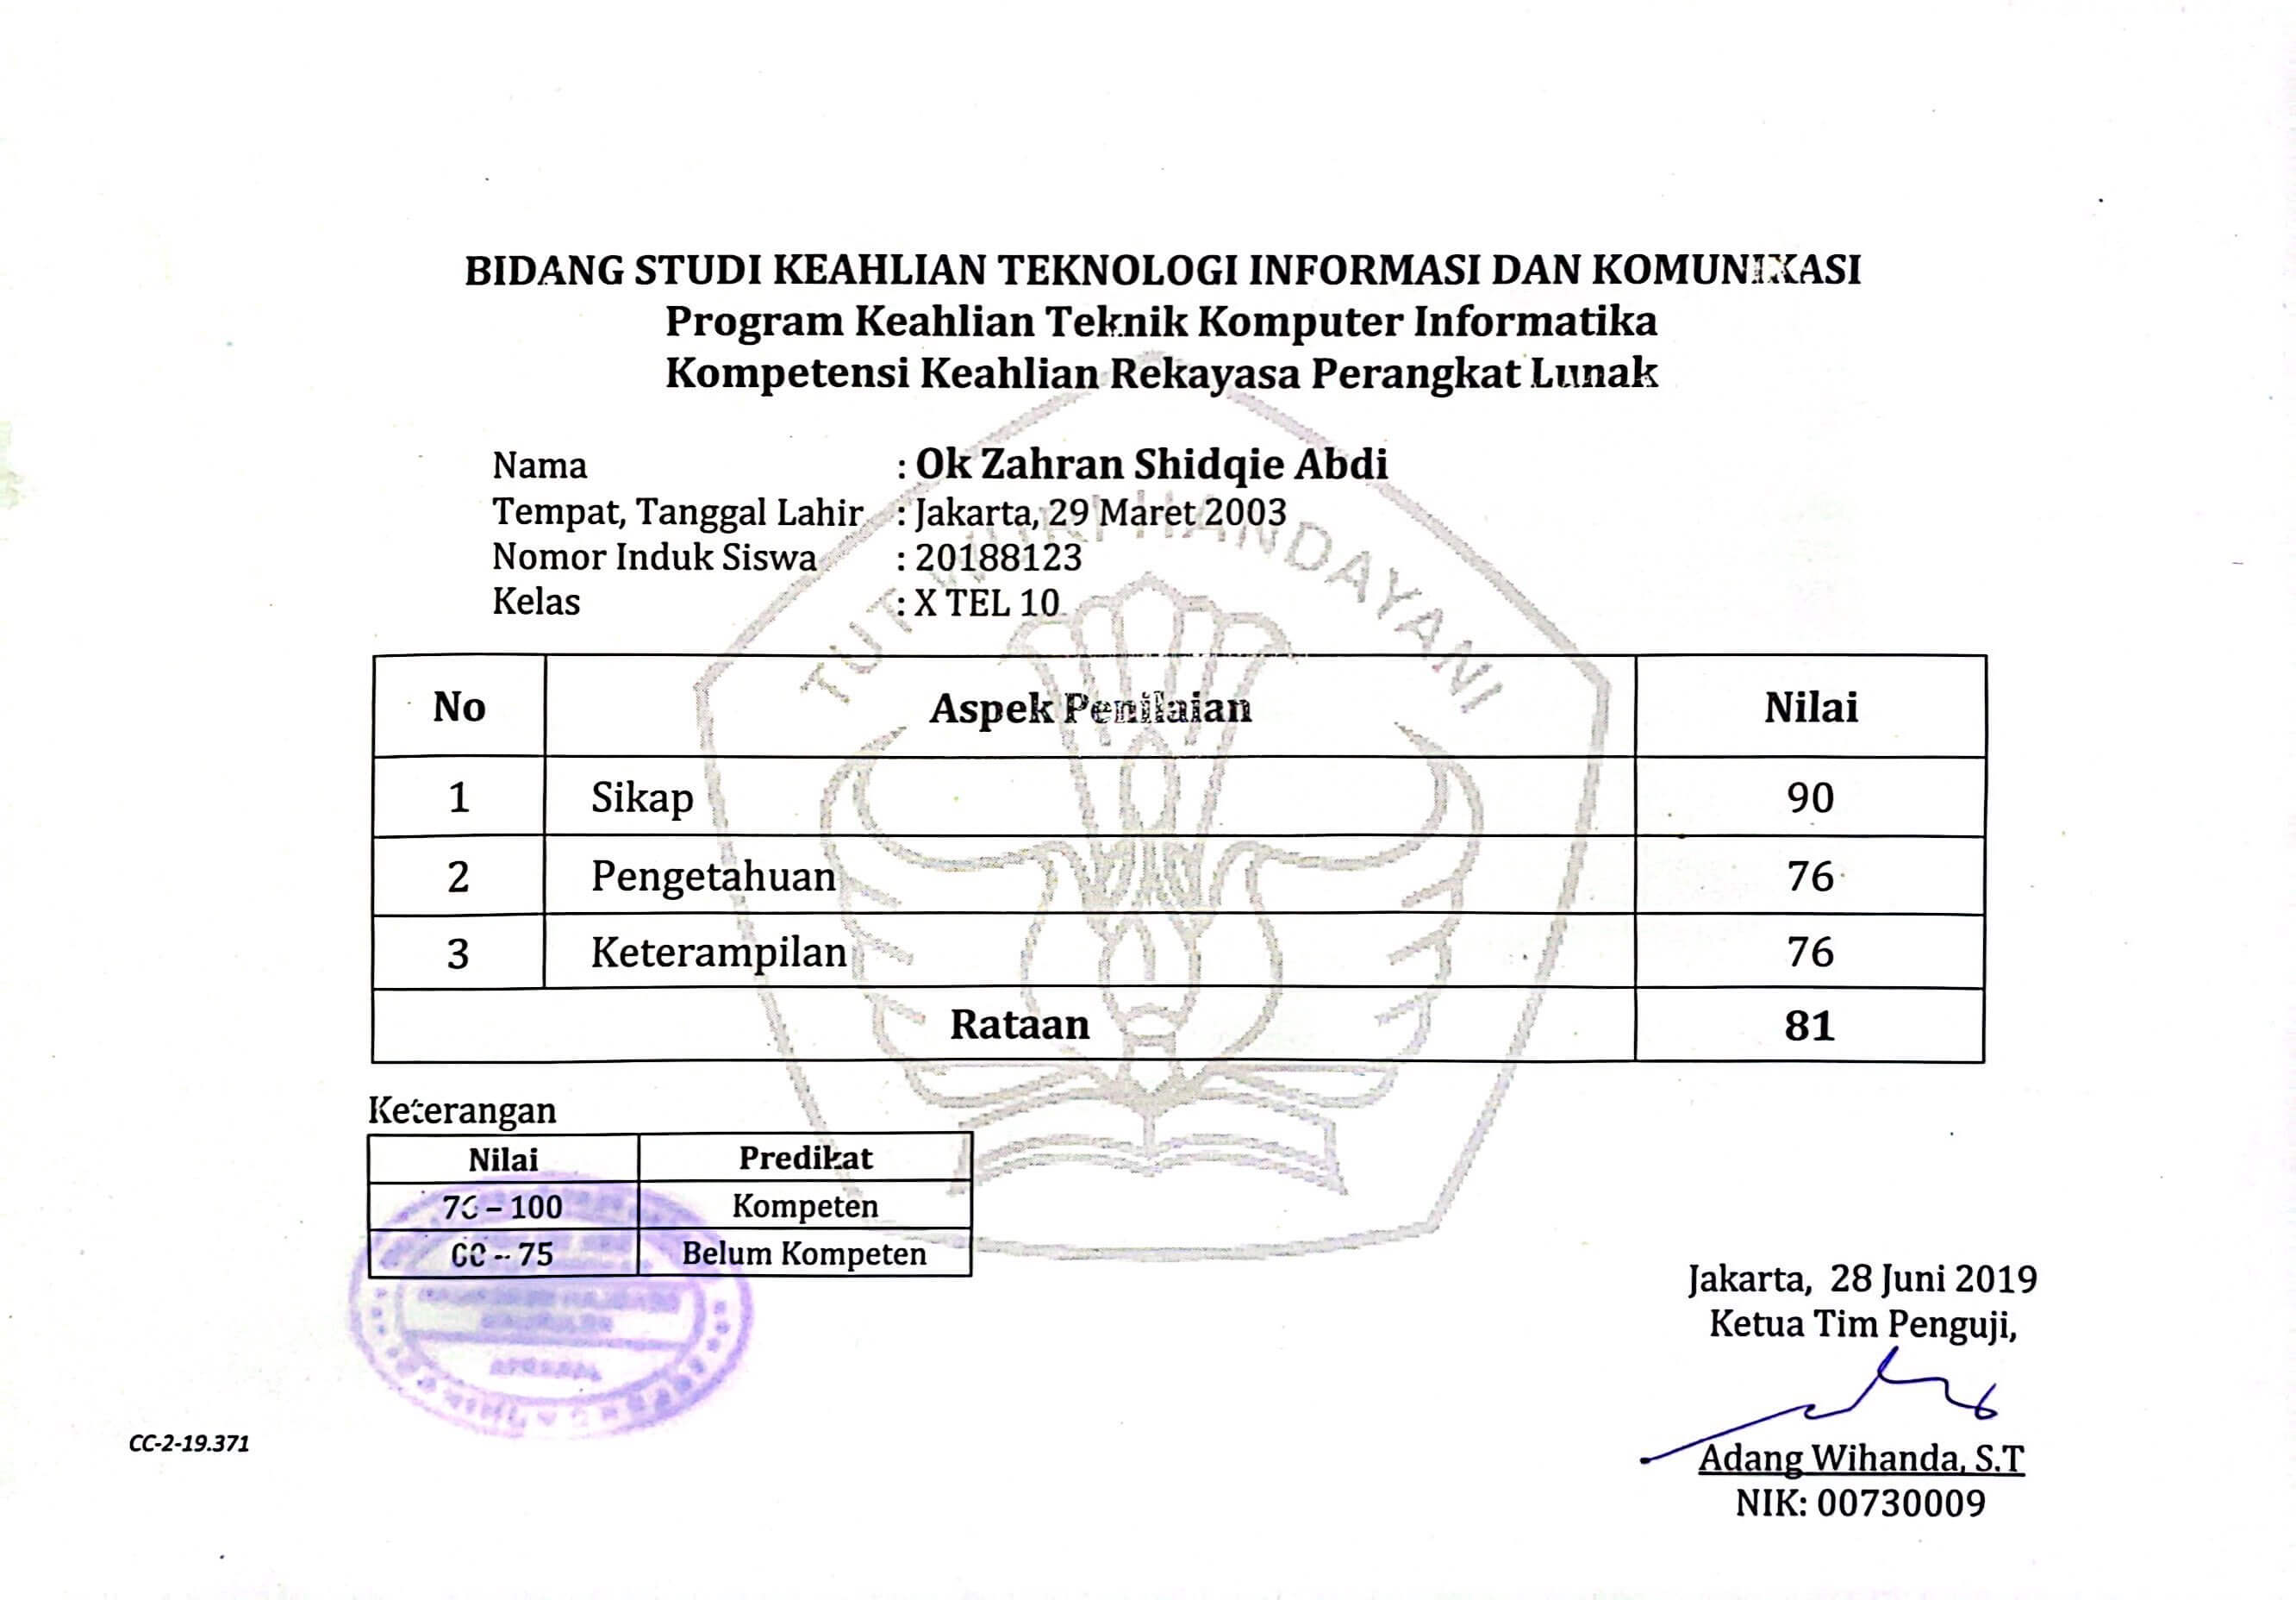 BIDANG STUDI KEAHLIAN TEKNOLOGI INFORMASI DAN KOMUNIKASI
Program Keahlian Teknik Komputer Informatika
Kompetensi Keahlian Rekayasa Perangkat Lunak
Nama : Ok Zahran Shidqie Abdi
Tempat, Tanggal Lahir : Jakarta, 29 Maret 2003
Nomor Induk Siswa : 20188123
Kelas : X TEL 10
TUT WURI HANDAYANI
No Aspek Penilaian Nilai
1 Sikap 90
2 Pengetahuan 76
3 Keterampilan 76
Rataan 81
Keterangan
Nilai Predikat
76 – 100 Kompeten
– 75 Belum Kompeten
Jakarta, 28 Juni 2019
Ketua Tim Penguji,
Adang Wihanda, S.T
NIK: 00730009
CC-2-19.371